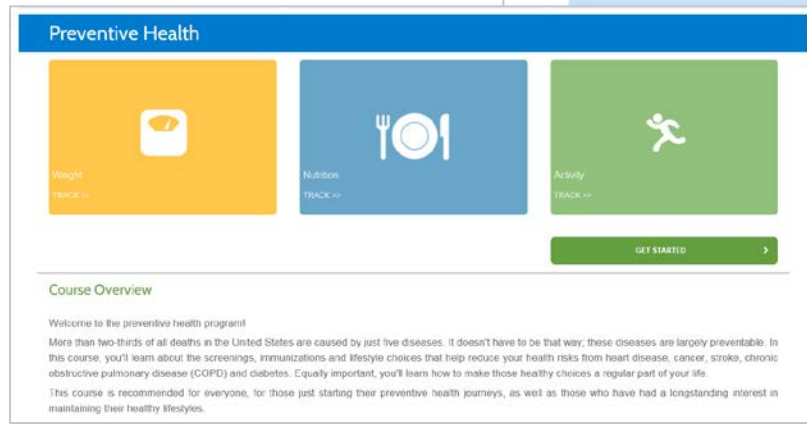 Preventive Health
Weight
TRACK >>
Nutrition
TRACK >>
Activity
TRACK >>
GET STARTED >
Course Overview
Welcome to the preventive health program!
More than two-thirds of all deaths in the United States are caused by just five diseases. It doesn't have to be that way; these diseases are largely preventable. In
this course, you'll learn about the screenings, immunizations and lifestyle choices that help reduce your health risks from heart disease, cancer, stroke, chronic
obstructive pulmonary disease (COPD) and diabetes. Equally important, you'll learn how to make those healthy choices a regular part of your life.
This course is recommended for everyone, for those just starting their preventive health journeys, as well as those who have had a longstanding interest in
maintaining their healthy lifestyles.